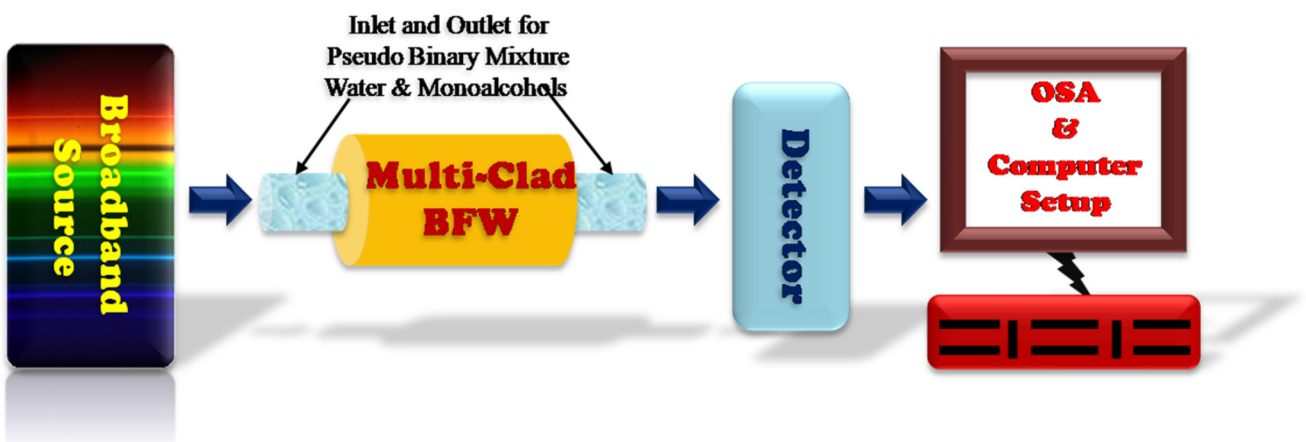 Broadband
Source
Inlet and Outlet for
Pseudo Binary Mixture
Water & Monoalcohols
Multi-Clad
BFW
Detector
OSA
&
Computer
Setup